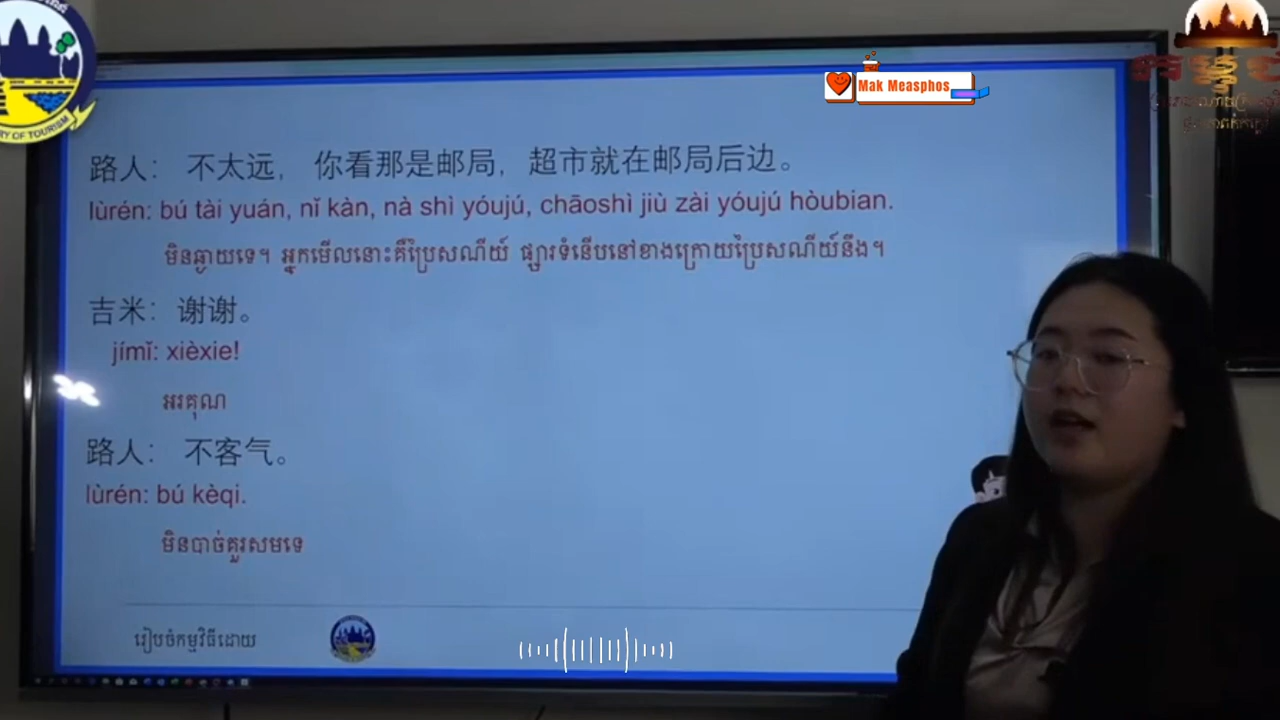 Mak Measphos
路人： 不太远， 你看那是邮局，超市就在邮局后边。
lùrén: bú tài yuán, nǐ kàn, nà shì yóujú, chāoshì jiù zài yóujú hòubian.
មិនឆ្ងាយទេ។ អ្នកមើលនោះគឺប្រៃសណីយ៍ ផ្សារទំនើបនៅខាងក្រោយប្រៃសណីយ៍នឹង។
吉米： 谢谢。
jímǐ: xièxie!
អរគុណ
路人： 不客气。
lùrén: bú kèqi.
មិនបាច់គួរសមទេ
រៀបចំកម្មវិធីដោយ
RY OF TOURISM